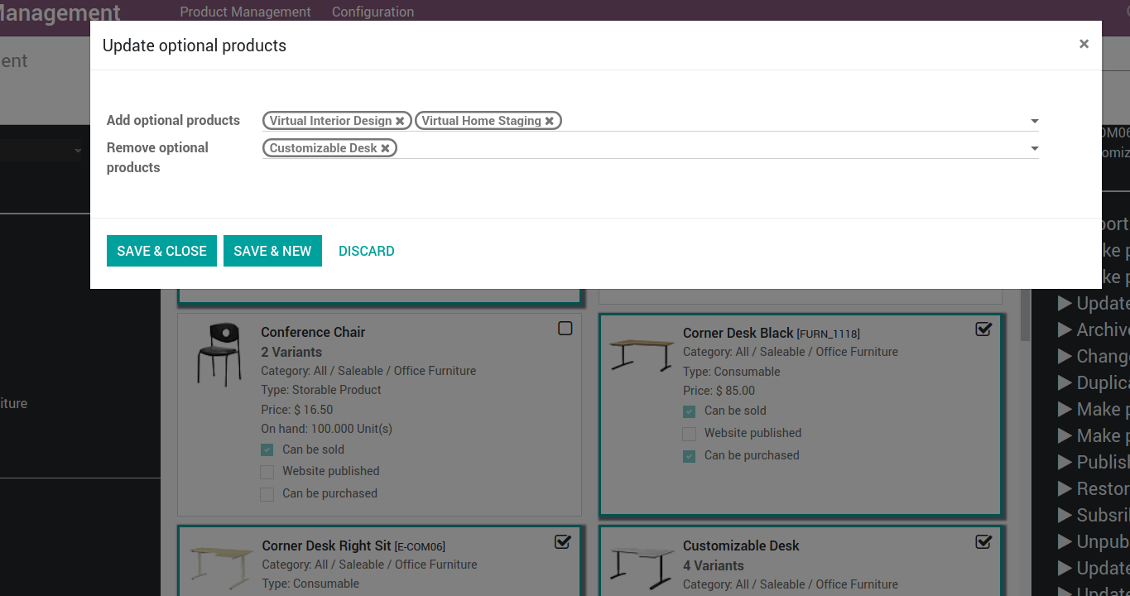 Management Product Management Configuration
Update optional products ×
ent
Add optional products Virtual Interior Design × Virtual Home Staging ×
Remove optional products Customizable Desk ×
SAVE & CLOSE SAVE & NEW DISCARD
Conference Chair
2 Variants
Category: All / Saleable / Office Furniture
Type: Storable Product
Price: $ 16.50
On hand: 100.000 Unit(s)
Can be sold
Website published
Can be purchased
Corner Desk Black [FURN_1118]
Category: All / Saleable / Office Furniture
Type: Consumable
Price: $ 85.00
Can be sold
Website published
Can be purchased
Corner Desk Right Sit [E-COM06]
Category: All / Saleable / Office Furniture
Type: Consumable
Customizable Desk
4 Variants
Category: All / Saleable / Office Furniture
iture
OM06
omiz
port
ke p
ke p
Update
Archive
Chang
Duplica
Make p
Make p
Publis
Restor
Subsri
Unpub
Update
Update